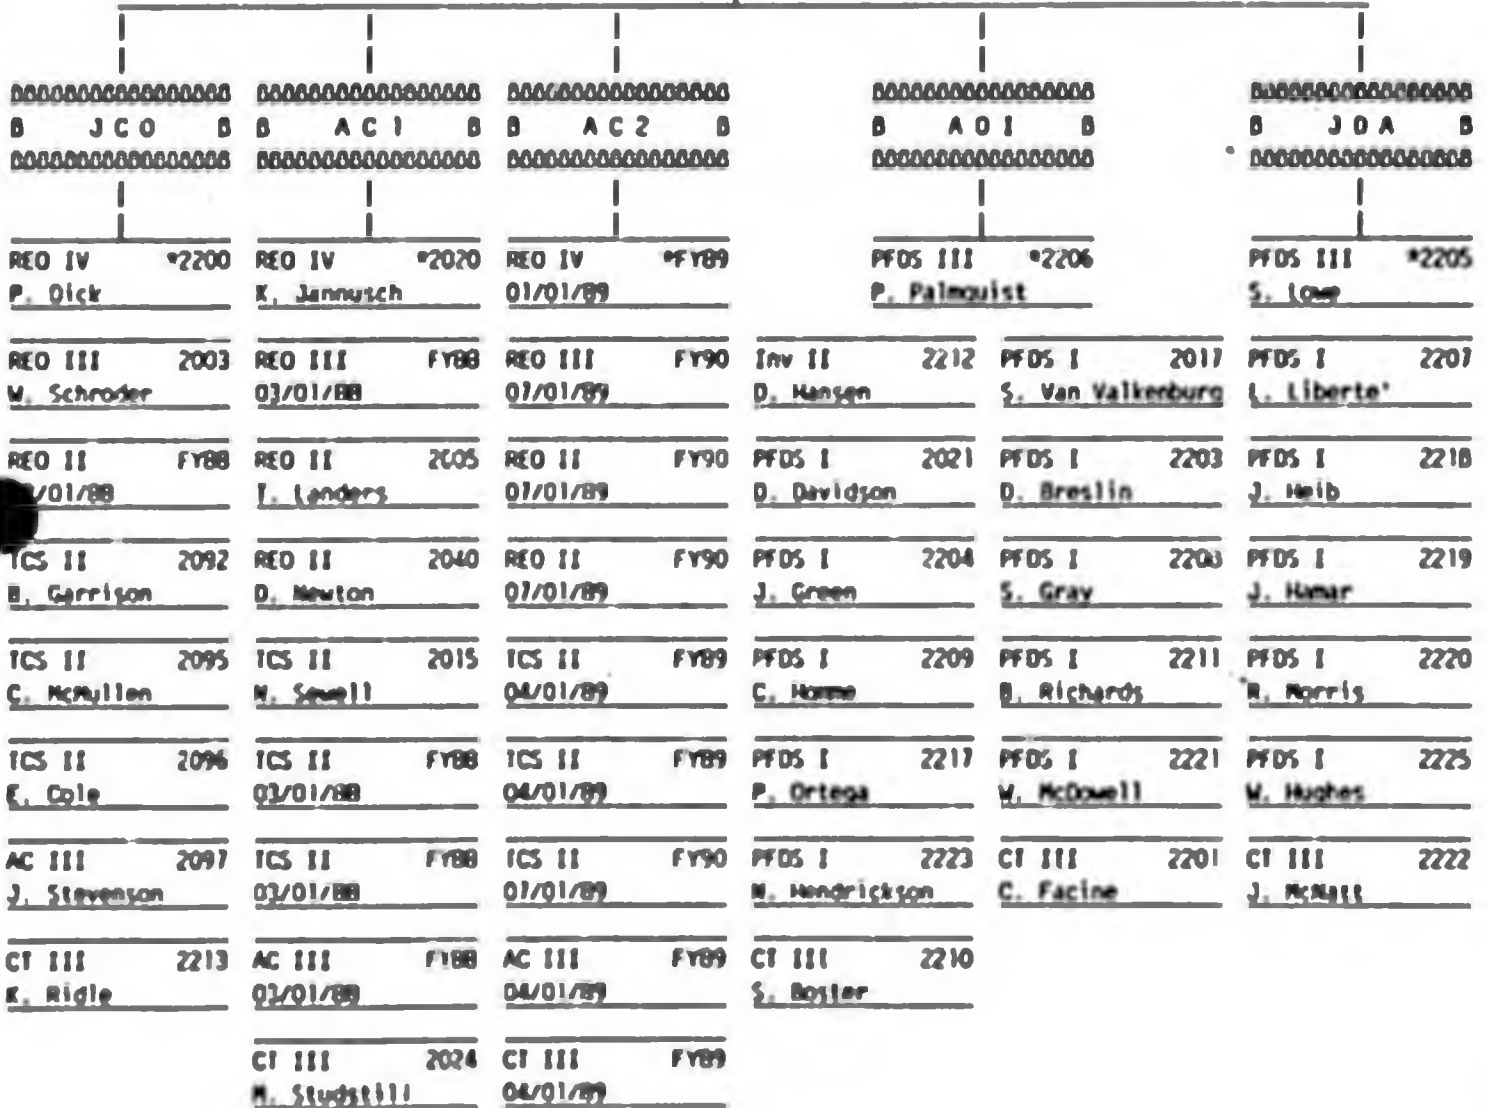 J C O
A C 1
A C 2
A O I
J D A
REO IV *2200
P. Dick
REO III 2003
W. Schroder
REO II FY88
/01/88
TCS II 2092
B. Garrison
TCS II 2095
C. McMullen
TCS II 2096
E. Cole
AC III 2097
J. Stevenson
CT III 2213
K. Ridle
REO IV *2020
K. Jannusch
REO III FY88
03/01/88
REO II 2005
T. Landers
REO II 2040
D. Newton
TCS II 2015
N. Sewell
TCS II FY88
03/01/88
TCS II FY88
03/01/88
AC III FY88
03/01/88
CT III 2024
M. Studstill
REO IV *FY89
01/01/89
REO III FY90
07/01/89
REO II FY90
07/01/89
REO II FY90
07/01/89
TCS II FY89
04/01/89
TCS II FY89
04/01/89
TCS II FY90
07/01/89
AC III FY89
04/01/89
CT III FY89
04/01/89
PFDS III *2206
P. Palmquist
Inv II 2212
D. Hansen
PFDS I 2021
D. Davidson
PFDS I 2204
J. Green
PFDS I 2209
C. Horme
PFDS I 2217
P. Ortega
PFDS I 2223
N. Hendrickson
CT III 2210
S. Boster
PFDS I 2017
S. Van Valkenburg
PFDS I 2203
D. Breslin
PFDS I
S. Gray
PFDS I 2211
B. Richards
PFDS I 2221
W. McDowell
CT III 2201
C. Facine
PFDS III *2205
S. Lowe
PFDS I 2207
L. Liberte'
PFDS I 2218
J. Heib
PFDS I 2219
J. Hamar
PFDS I 2220
R. Morris
PFDS I 2225
W. Hughes
CT III 2222
J. McNatt